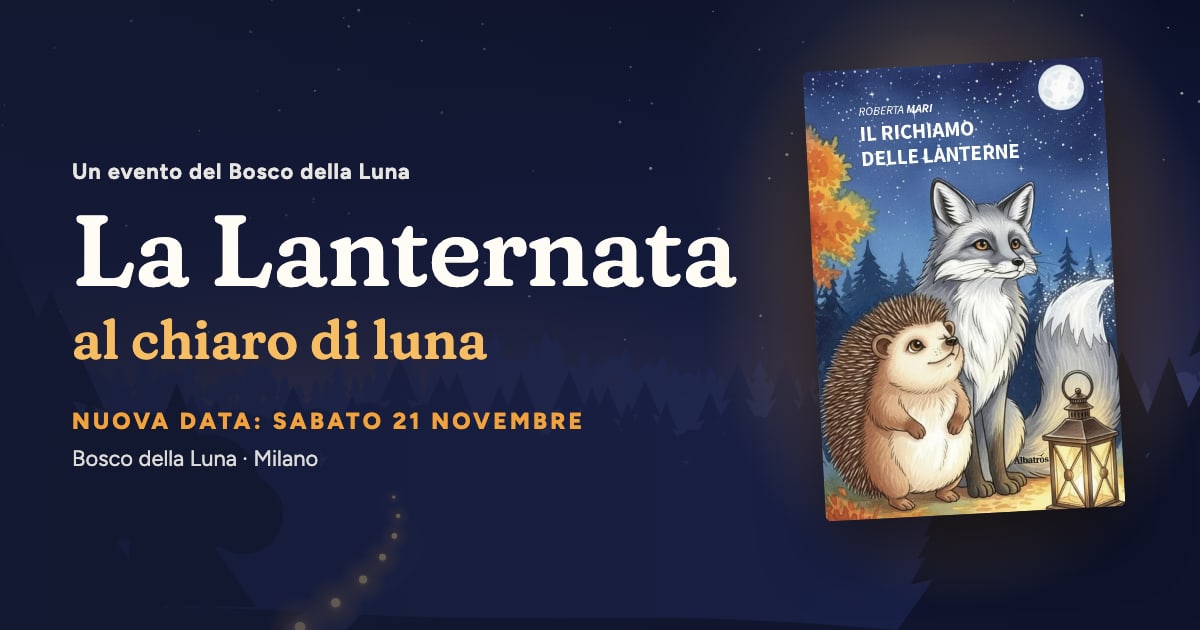 Un evento del Bosco della Luna
La Lanternata
al chiaro di luna
NUOVA DATA: SABATO 21 NOVEMBRE
Bosco della Luna · Milano
ROBERTA MARI
IL RICHIAMO
DELLE LANTERNE
Albatros